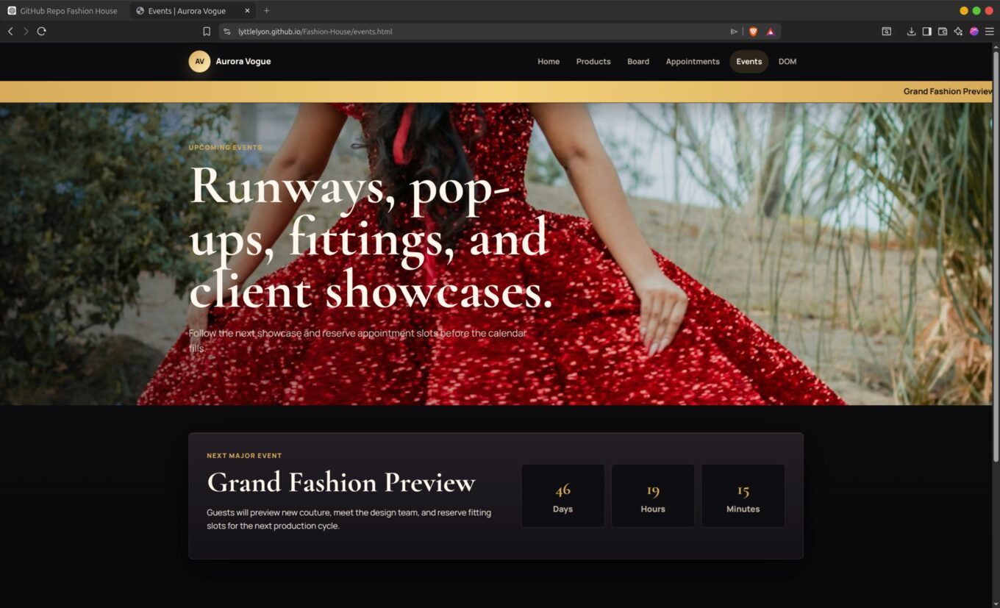 GitHub Repo Fashion House
Events | Aurora Vogue
lyttlelyon.github.io/Fashion-House/events.html
AV
Aurora Vogue
Home
Products
Board
Appointments
Events
DOM
Grand Fashion Preview
UPCOMING EVENTS
Runways, pop-
ups, fittings, and
client showcases.
Follow the next showcase and reserve appointment slots before the calendar
fills.
NEXT MAJOR EVENT
Grand Fashion Preview
Guests will preview new couture, meet the design team, and reserve fitting
slots for the next production cycle.
46
Days
19
Hours
15
Minutes